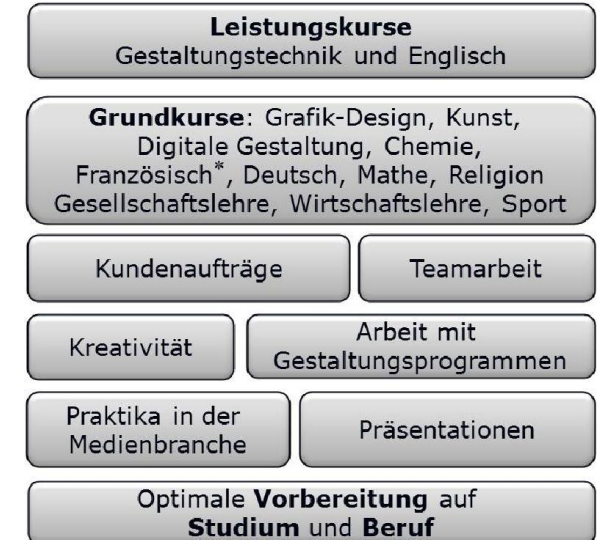 Leistungskurse
Gestaltungstechnik und Englisch
Grundkurse: Grafik-Design, Kunst,
Digitale Gestaltung, Chemie,
Französisch*, Deutsch, Mathe, Religion
Gesellschaftslehre, Wirtschaftslehre, Sport
Kundenaufträge
Teamarbeit
Kreativität
Arbeit mit
Gestaltungsprogrammen
Praktika in der
Medienbranche
Präsentationen
Optimale Vorbereitung auf
Studium und Beruf